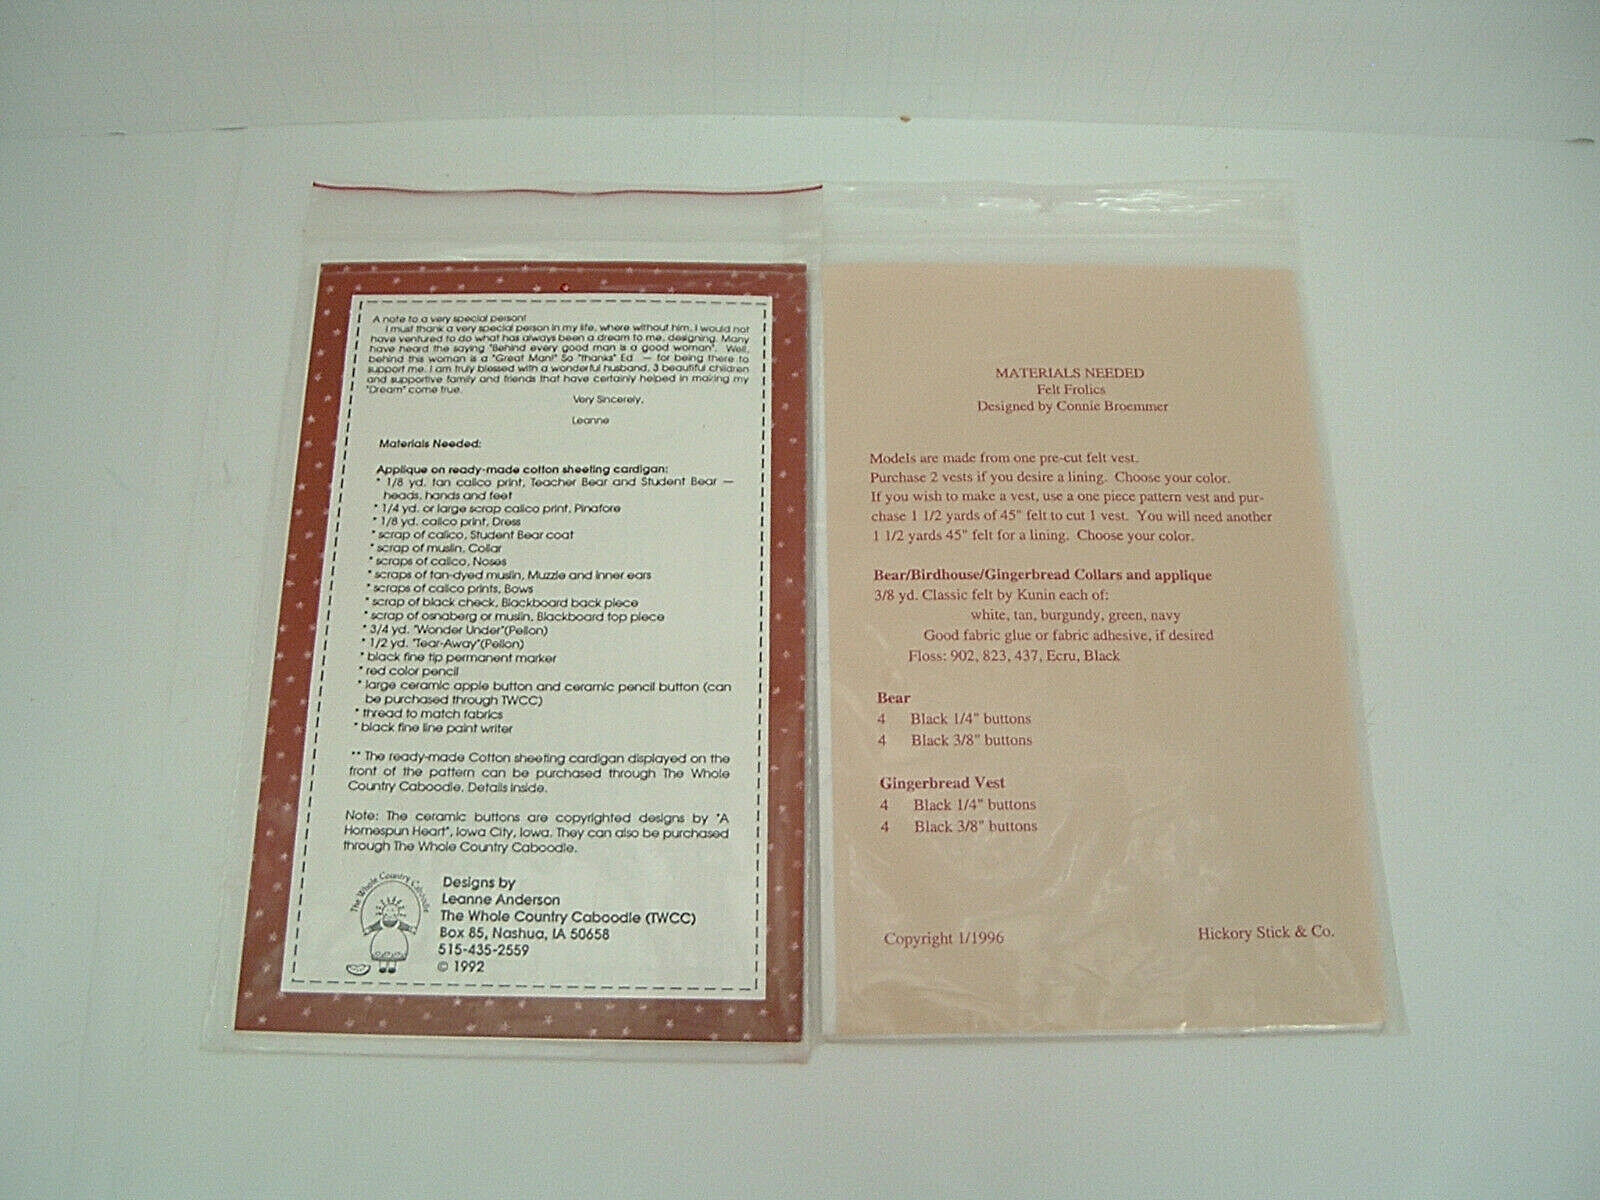 A note to a very special person!
I must thank a very special person in my life, where without him, I would not
have ventured to do what has always been a dream to me, designing. Many
have heard the saying "Behind every good man is a good woman". Well,
behind this woman is a "Great Man!" So "thanks" Ed — for being there to
support me. I am truly blessed with a wonderful husband, 3 beautiful children
and supportive family and friends that have certainly helped in making my
"Dream" come true.
Very Sincerely,
Leanne
Materials Needed:
Applique on ready-made cotton sheeting cardigan:
* 1/8 yd. tan calico print, Teacher Bear and Student Bear —
heads, hands and feet
* 1/4 yd. or large scrap calico print, Pinafore
* 1/8 yd. calico print, Dress
* scrap of calico, Student Bear coat
* scrap of muslin, Collar
* scraps of calico, Noses
* scraps of tan-dyed muslin, Muzzle and inner ears
* scraps of calico prints, Bows
* scrap of black check, Blackboard back piece
* scrap of osnaberg or muslin, Blackboard top piece
* 3/4 yd. "Wonder Under"(Pellon)
* 1/2 yd. "Tear-Away"(Pellon)
* black fine tip permanent marker
* red color pencil
* large ceramic apple button and ceramic pencil button (can
be purchased through TWCC)
* thread to match fabrics
* black fine line paint writer
** The ready-made Cotton sheeting cardigan displayed on the
front of the pattern can be purchased through The Whole
Country Caboodle. Details inside.
Note: The ceramic buttons are copyrighted designs by "A
Homespun Heart", Iowa City, Iowa. They can also be purchased
through The Whole Country Caboodle.
The Whole Country Caboodle
Designs by
Leanne Anderson
The Whole Country Caboodle (TWCC)
Box 85, Nashua, IA 50658
515-435-2559
© 1992
MATERIALS NEEDED
Felt Frolics
Designed by Connie Broemmer
Models are made from one pre-cut felt vest.
Purchase 2 vests if you desire a lining. Choose your color.
If you wish to make a vest, use a one piece pattern vest and pur-
chase 1 1/2 yards of 45" felt to cut 1 vest. You will need another
1 1/2 yards 45" felt for a lining. Choose your color.
Bear/Birdhouse/Gingerbread Collars and applique
3/8 yd. Classic felt by Kunin each of:
white, tan, burgundy, green, navy
Good fabric glue or fabric adhesive, if desired
Floss: 902, 823, 437, Ecru, Black
Bear
4 Black 1/4" buttons
4 Black 3/8" buttons
Gingerbread Vest
4 Black 1/4" buttons
4 Black 3/8" buttons
Copyright 1/1996 Hickory Stick & Co.